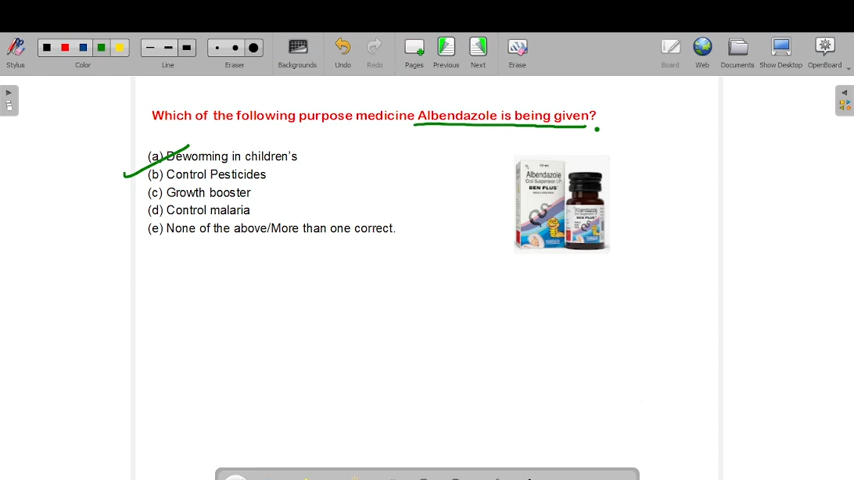 Stylus
Color
Line
Eraser
Backgrounds
Undo
Redo
Pages
Previous
Next
Erase
Board
Web
Documents
Show Desktop
OpenBoard
Which of the following purpose medicine Albendazole is being given?
(a) Deworming in children's
(b) Control Pesticides
(c) Growth booster
(d) Control malaria
(e) None of the above/More than one correct.
Albendazole
Oral Suspension I.P.
BEN PLUS